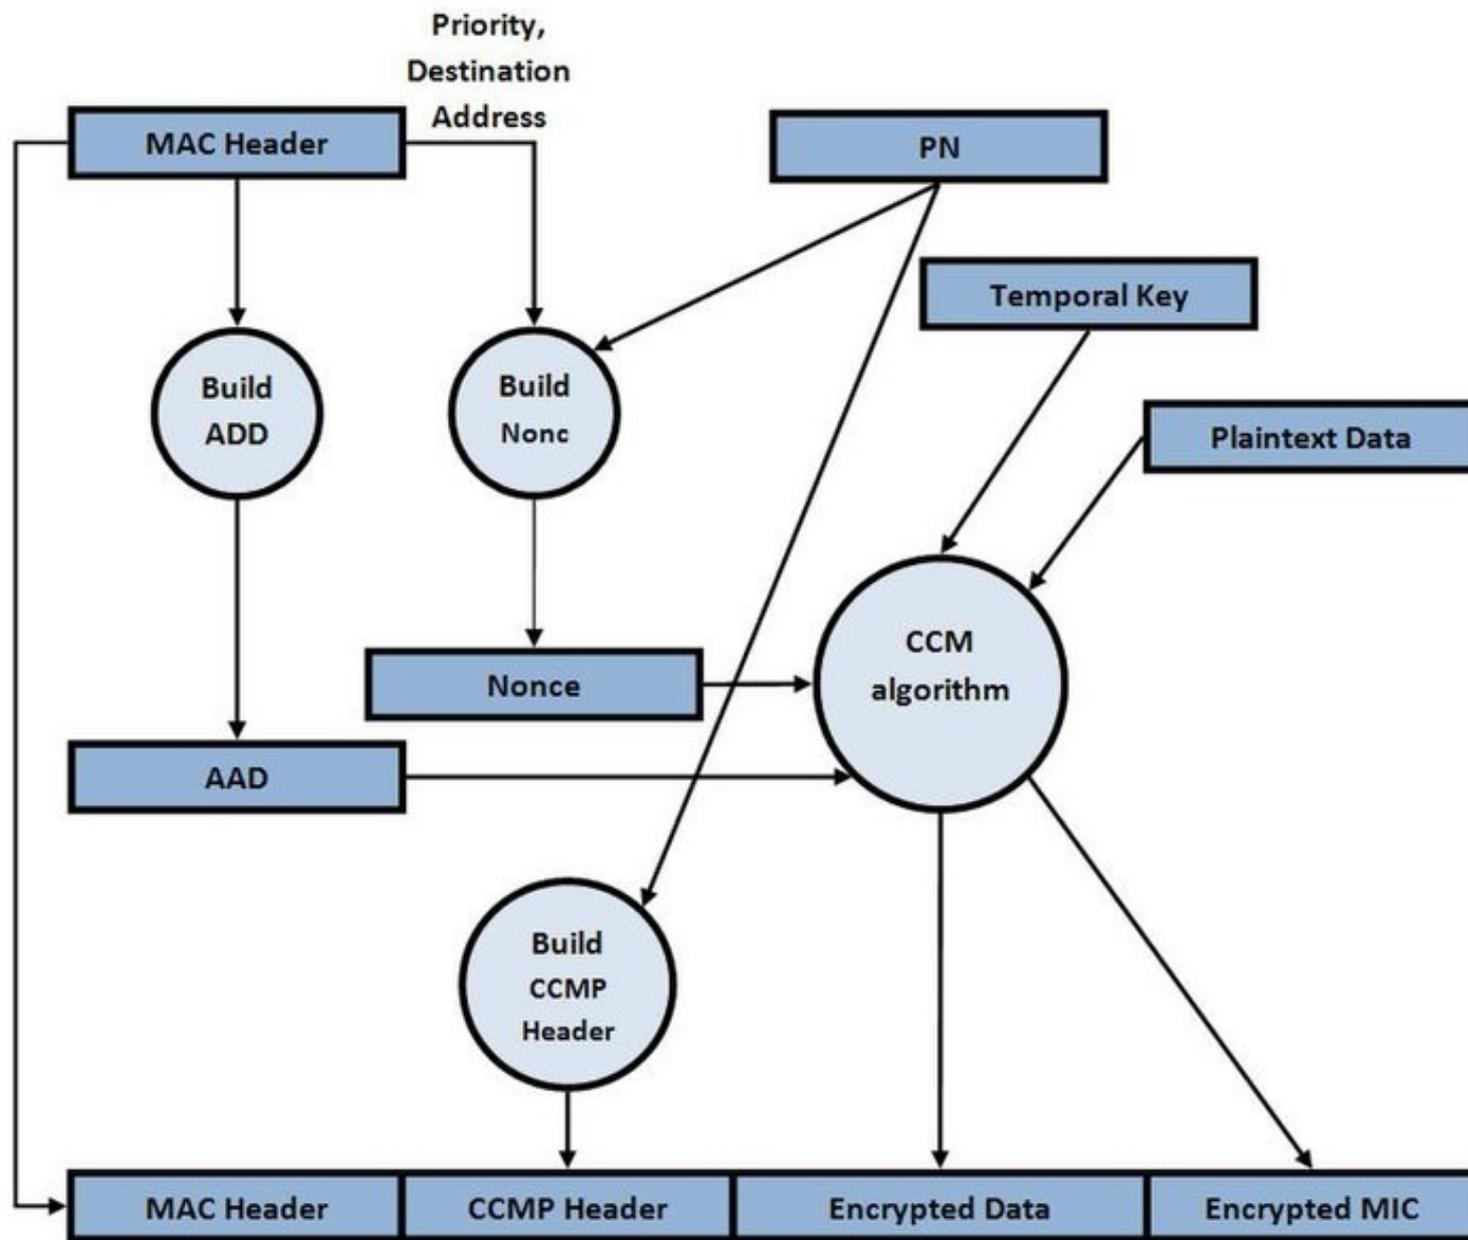 Priority,
Destination
Address
MAC Header
PN
Temporal Key
Build
ADD
Build
Nonc
Plaintext Data
CCM
algorithm
Nonce
AAD
Build
CCMP
Header
MAC Header
CCMP Header
Encrypted Data
Encrypted MIC